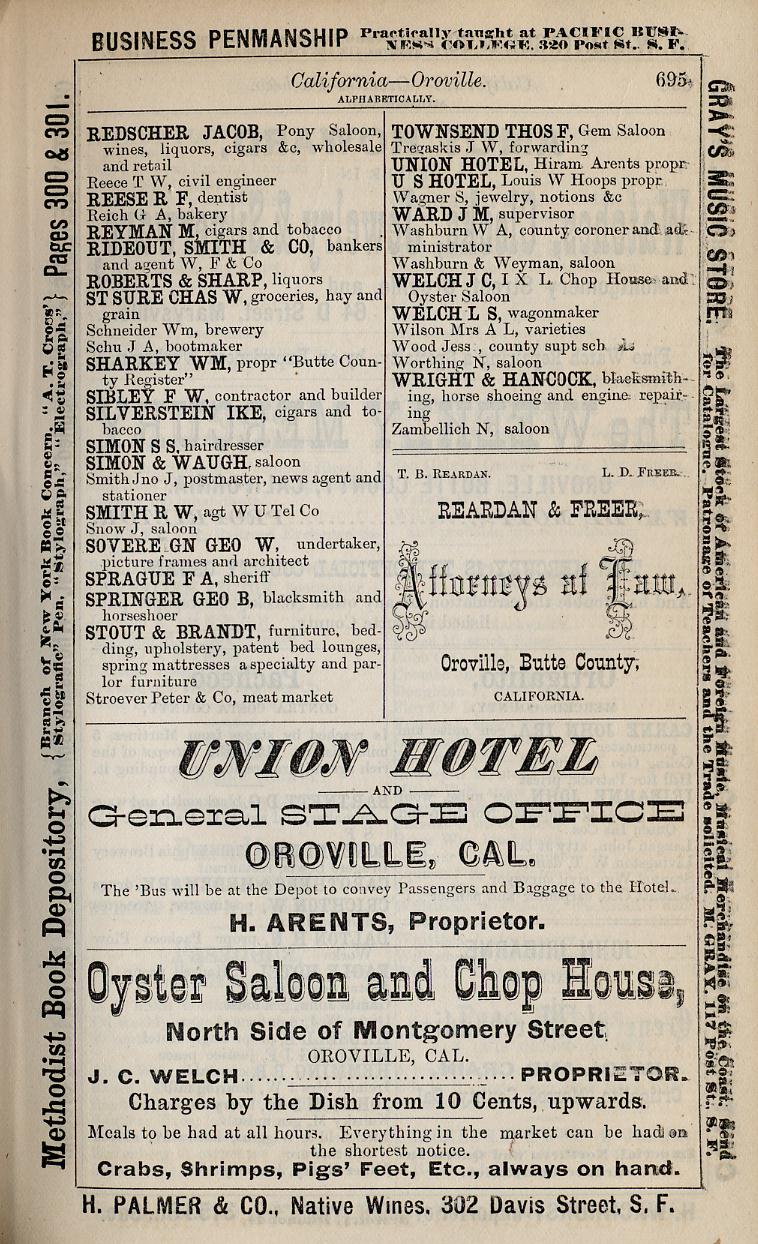 BUSINESS PENMANSHIP Practically taught at PACIFIC BUSI-
NESS COLLEGE, 320 Post St., S. F.
California—Oroville. 695
ALPHABETICALLY.
REDSCHER JACOB, Pony Saloon,
wines, liquors, cigars &c, wholesale
and retail
Reece T W, civil engineer
REESE R F, dentist
Reich G A, bakery
REYMAN M, cigars and tobacco
RIDEOUT, SMITH & CO, bankers
and agent W, F & Co
ROBERTS & SHARP, liquors
ST SURE CHAS W, groceries, hay and
grain
Schneider Wm, brewery
Schu J A, bootmaker
SHARKEY WM, propr "Butte Coun-
ty Register"
SIBLEY F W, contractor and builder
SILVERSTEIN IKE, cigars and to-
bacco
SIMON S S, hairdresser
SIMON & WAUGH, saloon
Smith Jno J, postmaster, news agent and
stationer
SMITH R W, agt W U Tel Co
Snow J, saloon
SOVERE GN GEO W, undertaker,
picture frames and architect
SPRAGUE F A, sheriff
SPRINGER GEO B, blacksmith and
horseshoer
STOUT & BRANDT, furniture, bed-
ding, upholstery, patent bed lounges,
spring mattresses a specialty and par-
lor furniture
Stroever Peter & Co, meat market
TOWNSEND THOS F, Gem Saloon
Tregaskis J W, forwarding
UNION HOTEL, Hiram Arents propr
U S HOTEL, Louis W Hoops propr
Wagner S, jewelry, notions &c
WARD J M, supervisor
Washburn W A, county coroner and ad-
ministrator
Washburn & Weyman, saloon
WELCH J C, I X L Chop House and
Oyster Saloon
WELCH L S, wagonmaker
Wilson Mrs A L, varieties
Wood Jess, county supt sch
Worthing N, saloon
WRIGHT & HANCOCK, blacksmith-
ing, horse shoeing and engine repair-
ing
Zambellich N, saloon
T. B. REARDAN. L. D. FREER.
REARDAN & FREER,
Attorneys at Law,
Oroville, Butte County,
CALIFORNIA.
UNION HOTEL
AND
General STAGE OFFICE
OROVILLE, CAL.
The 'Bus will be at the Depot to convey Passengers and Baggage to the Hotel.
H. ARENTS, Proprietor.
Oyster Saloon and Chop House,
North Side of Montgomery Street,
OROVILLE, CAL.
J. C. WELCH............................PROPRIETOR.
Charges by the Dish from 10 Cents, upwards.
Meals to be had at all hours. Everything in the market can be had on
the shortest notice.
Crabs, Shrimps, Pigs' Feet, Etc., always on hand.
H. PALMER & CO., Native Wines, 302 Davis Street, S. F.
Methodist Book Depository, { Branch of New York Book Concern. "A. T. Cross'
Stylografic" Pen, "Stylograph," "Electrograph," } Pages 300 & 301.
GRAY'S MUSIC STORE. The Largest Stock of American and Foreign Music, Musical Merchandise on the Coast. Send
for Catalogue. Patronage of Teachers and the Trade solicited. M. GRAY, 117 Post St., S. F.